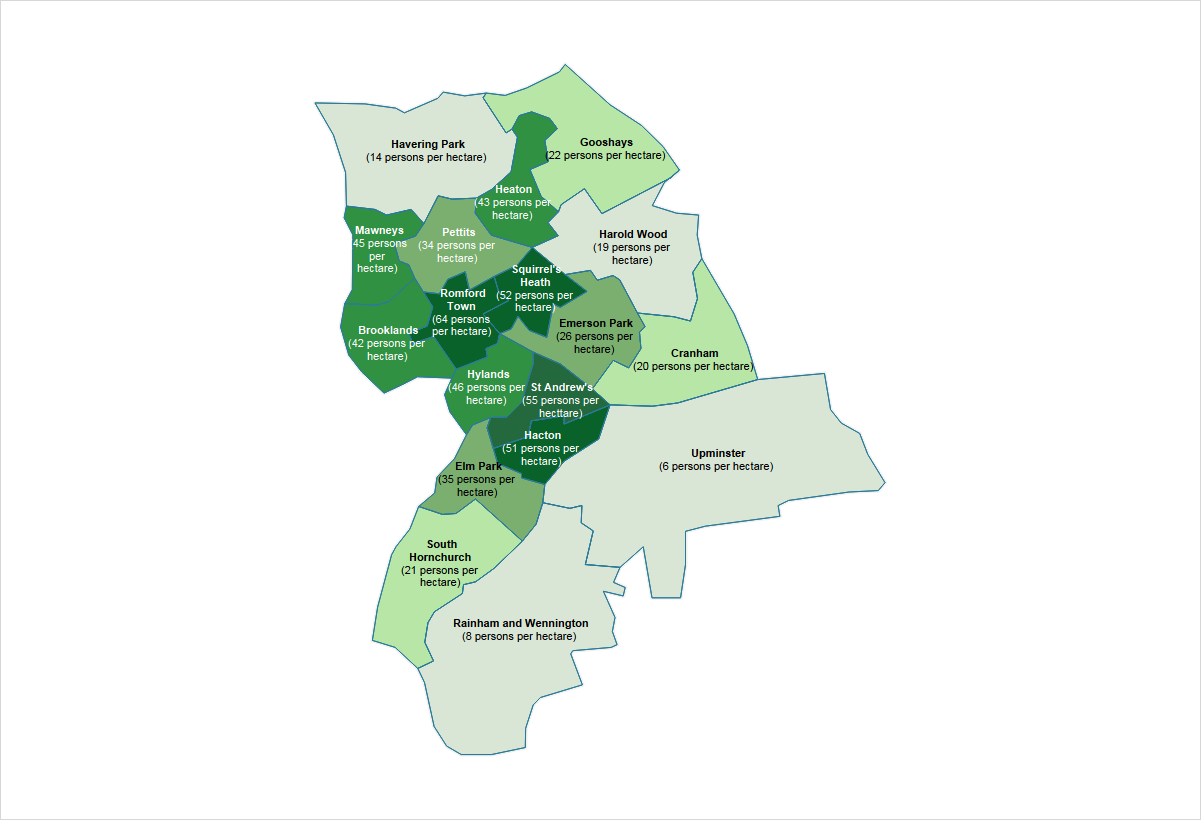 Havering Park
(14 persons per hectare)
Gooshays
(22 persons per hectare)
Heaton
(43 persons per
hectare)
Mawneys
45 persons
per
hectare)
Pettits
(34 persons per
hectare)
Harold Wood
(19 persons per
hectare)
Squirrel's
Heath
(52 persons per
hectare)
Romford
Town
(64 persons
per hectare)
Brooklands
(42 persons per
hectare)
Emerson Park
(26 persons per
hectare)
Cranham
(20 persons per hectare)
Hylands
(46 persons per
hectare)
St Andrew's
(55 persons per
hecttare)
Hacton
(51 persons per
hectare)
Upminster
(6 persons per hectare)
Elm Park
(35 persons per
hectare)
South
Hornchurch
(21 persons per
hectare)
Rainham and Wennington
(8 persons per hectare)